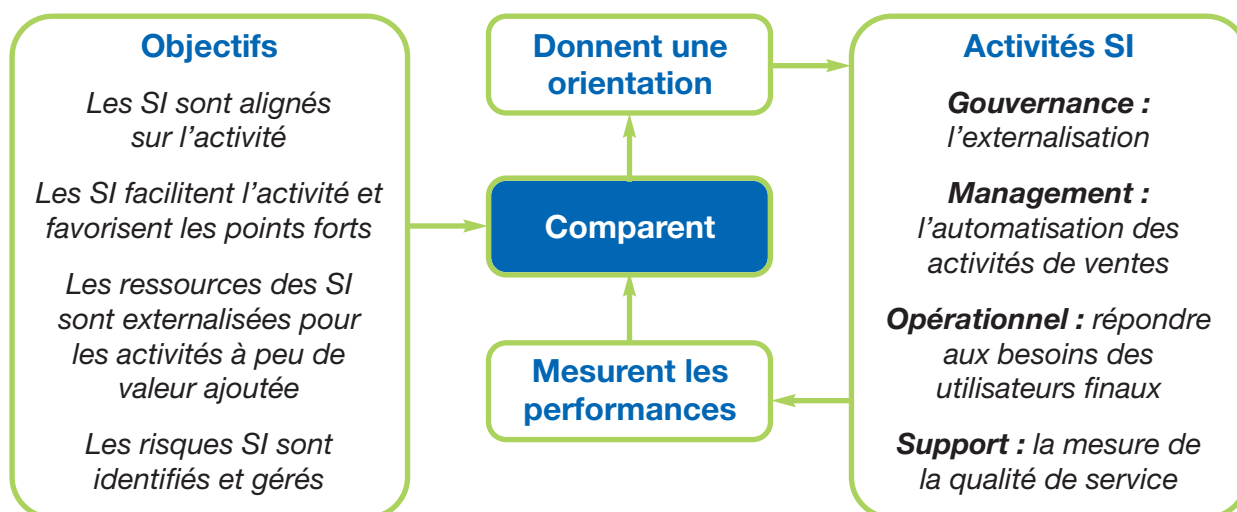 Objectifs
Les SI sont alignés
sur l’activité
Les SI facilitent l’activité et
favorisent les points forts
Les ressources des SI
sont externalisées pour
les activités à peu de
valeur ajoutée
Les risques SI sont
identifiés et gérés
Donnent une
orientation
Comparent
Mesurent les
performances
Activités SI
Gouvernance :
l’externalisation
Management :
l’automatisation des
activités de ventes
Opérationnel : répondre
aux besoins des
utilisateurs finaux
Support : la mesure de
la qualité de service